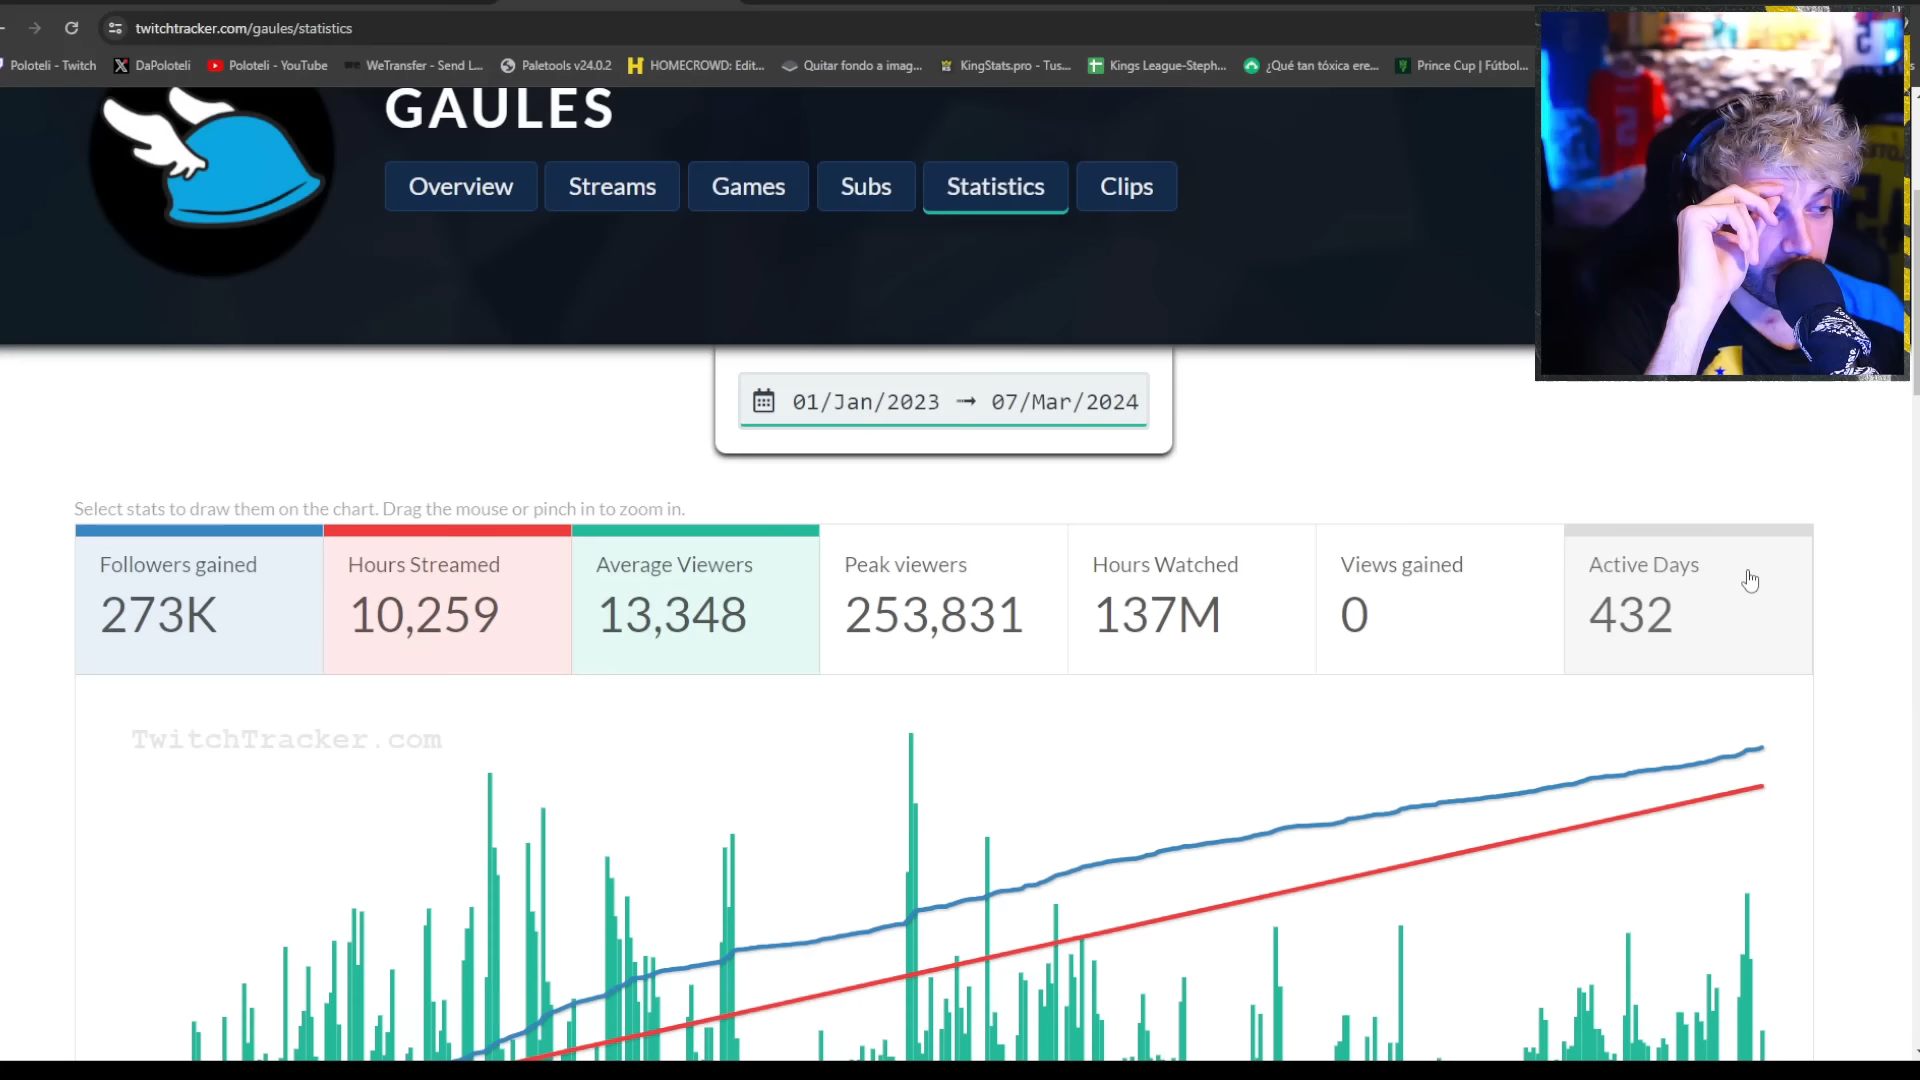 twitchtracker.com/gaules/statistics
Poloteli - Twitch DaPoloteli Poloteli - YouTube WeTransfer - Send L... Paletools v24.0.2 HOMECROWD: Edit... Quitar fondo a imag... KingStats.pro - Tus... Kings League-Steph... ¿Qué tan tóxica ere... Prince Cup | Fútbol...
GAULES
Overview Streams Games Subs Statistics Clips
01/Jan/2023 → 07/Mar/2024
Select stats to draw them on the chart. Drag the mouse or pinch in to zoom in.
Followers gained Hours Streamed Average Viewers Peak viewers Hours Watched Views gained Active Days
273K 10,259 13,348 253,831 137M 0 432
TwitchTracker.com